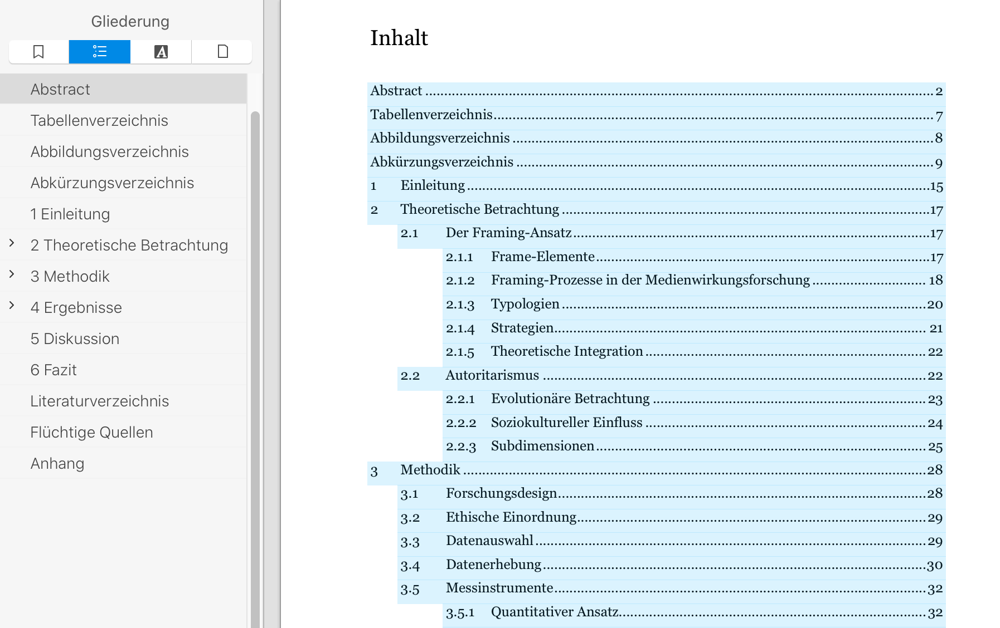 Gliederung
Abstract
Tabellenverzeichnis
Abbildungsverzeichnis
Abkürzungsverzeichnis
1 Einleitung
2 Theoretische Betrachtung
3 Methodik
4 Ergebnisse
5 Diskussion
6 Fazit
Literaturverzeichnis
Flüchtige Quellen
Anhang
Inhalt
Abstract 2
Tabellenverzeichnis 7
Abbildungsverzeichnis 8
Abkürzungsverzeichnis 9
1 Einleitung 15
2 Theoretische Betrachtung 17
2.1 Der Framing-Ansatz 17
2.1.1 Frame-Elemente 17
2.1.2 Framing-Prozesse in der Medienwirkungsforschung 18
2.1.3 Typologien 20
2.1.4 Strategien 21
2.1.5 Theoretische Integration 22
2.2 Autoritarismus 22
2.2.1 Evolutionäre Betrachtung 23
2.2.2 Soziokultureller Einfluss 24
2.2.3 Subdimensionen 25
3 Methodik 28
3.1 Forschungsdesign 28
3.2 Ethische Einordnung 29
3.3 Datenauswahl 29
3.4 Datenerhebung 30
3.5 Messinstrumente 32
3.5.1 Quantitativer Ansatz 32